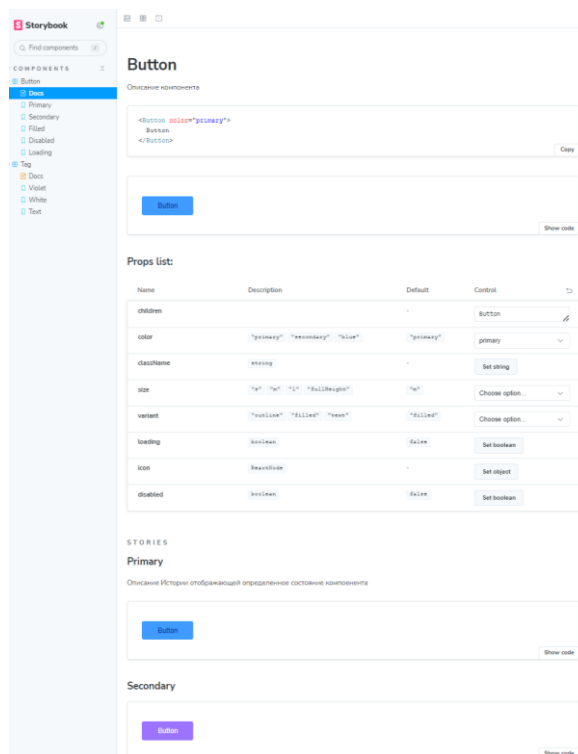 Storybook
Find components
/
COMPONENTS
Button
Docs
Primary
Secondary
Filled
Disabled
Loading
Tag
Docs
Violet
White
Text
Button
Описание компонента
<Button color="primary">
Button
</Button>
Copy
Button
Show code
Props list:
Name Description Default Control
children - Button
color "primary" "secondary" "blue" "primary" primary
className string - Set string
size "s" "m" "l" "fullHeight" "m" Choose option...
variant "outline" "filled" "filled" Choose option...
loading boolean false Set boolean
icon ReactNode - Set object
disabled boolean false Set boolean
STORIES
Primary
Описание Истории отображающей определенное состояние компоенента
Button
Show code
Secondary
Button
Show code